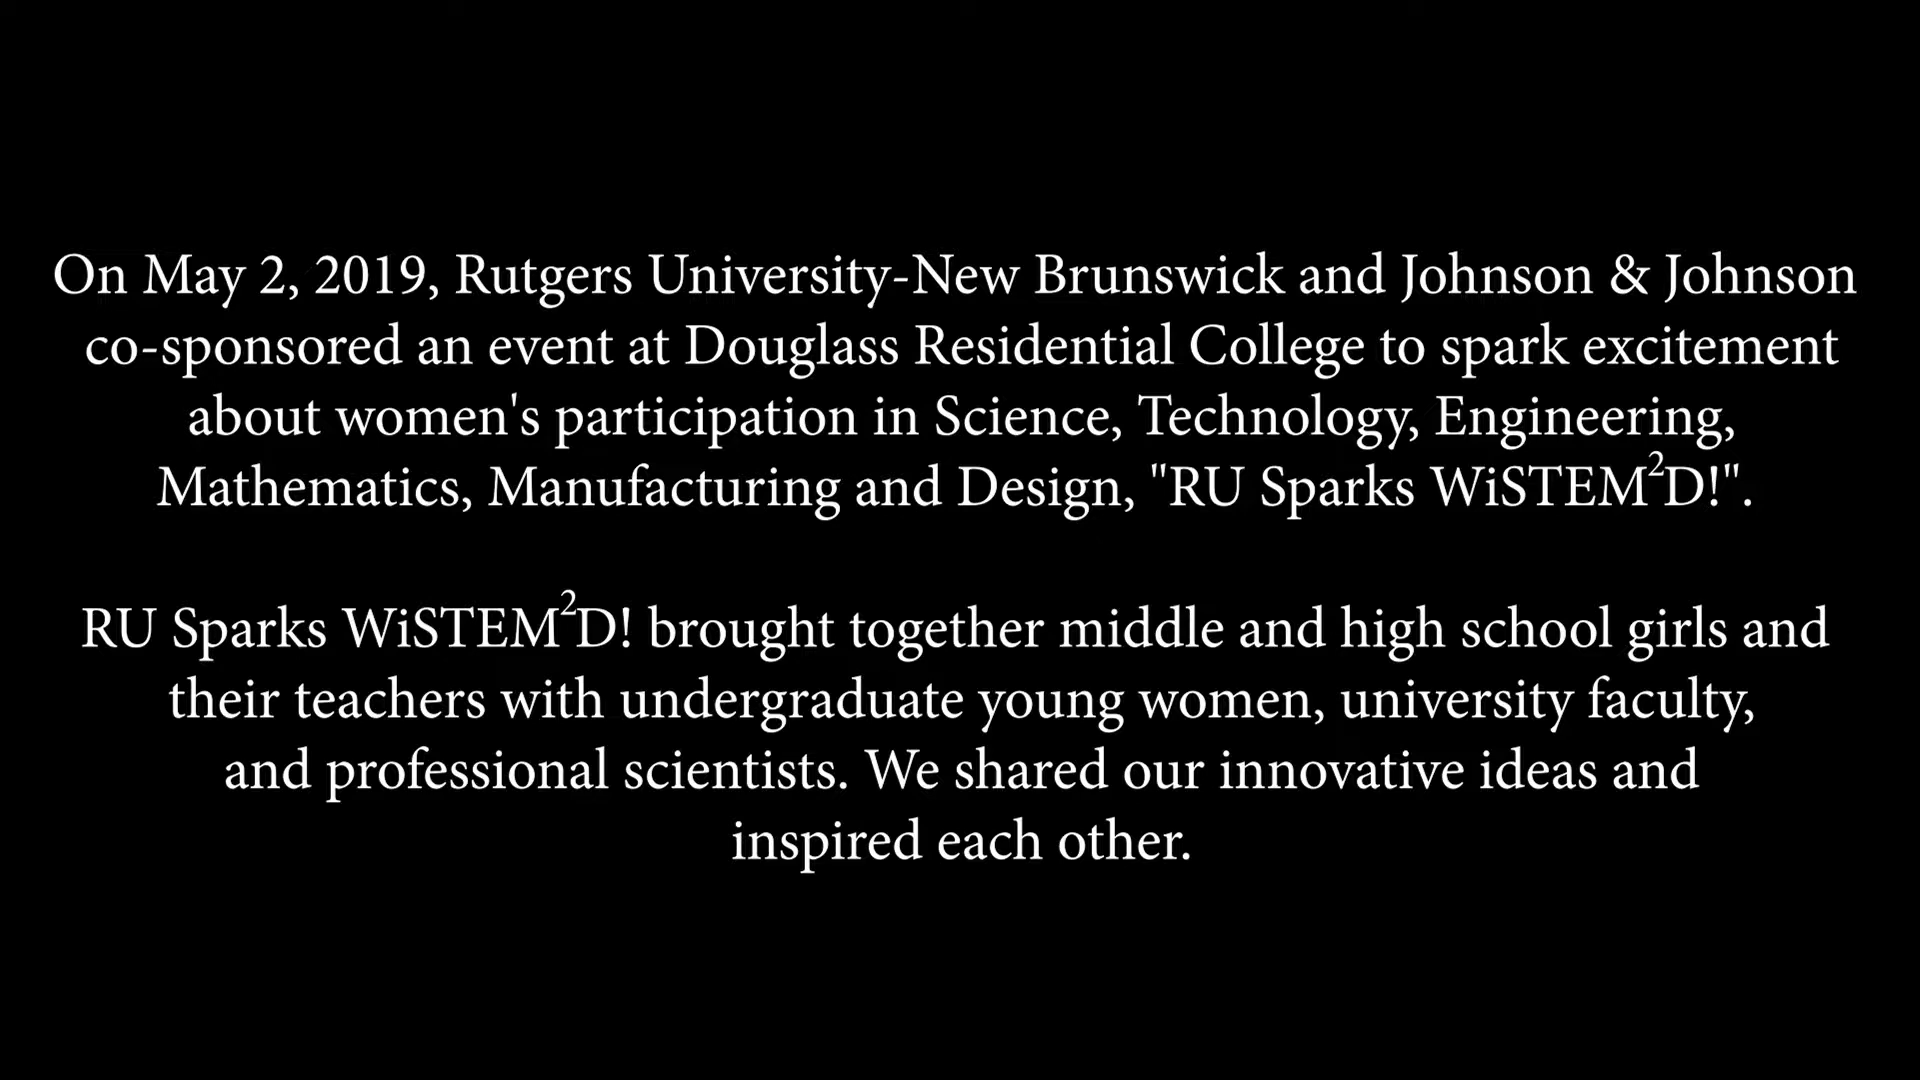 On May 2, 2019, Rutgers University-New Brunswick and Johnson & Johnson
co-sponsored an event at Douglass Residential College to spark excitement
about women's participation in Science, Technology, Engineering,
Mathematics, Manufacturing and Design, "RU Sparks WiSTEM²D!".
RU Sparks WiSTEM²D! brought together middle and high school girls and
their teachers with undergraduate young women, university faculty,
and professional scientists. We shared our innovative ideas and
inspired each other.